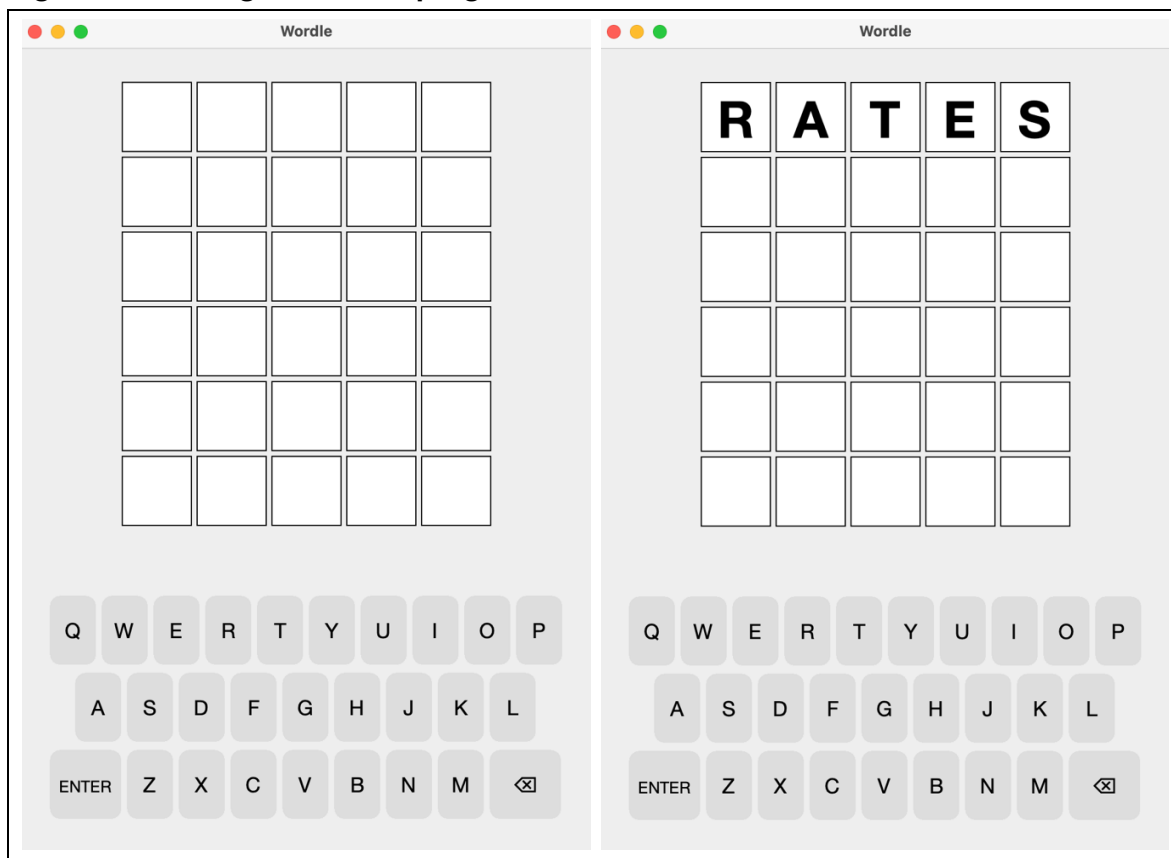 Wordle
Q W E R T Y U I O P
A S D F G H J K L
ENTER Z X C V B N M
Wordle
R A T E S
Q W E R T Y U I O P
A S D F G H J K L
ENTER Z X C V B N M